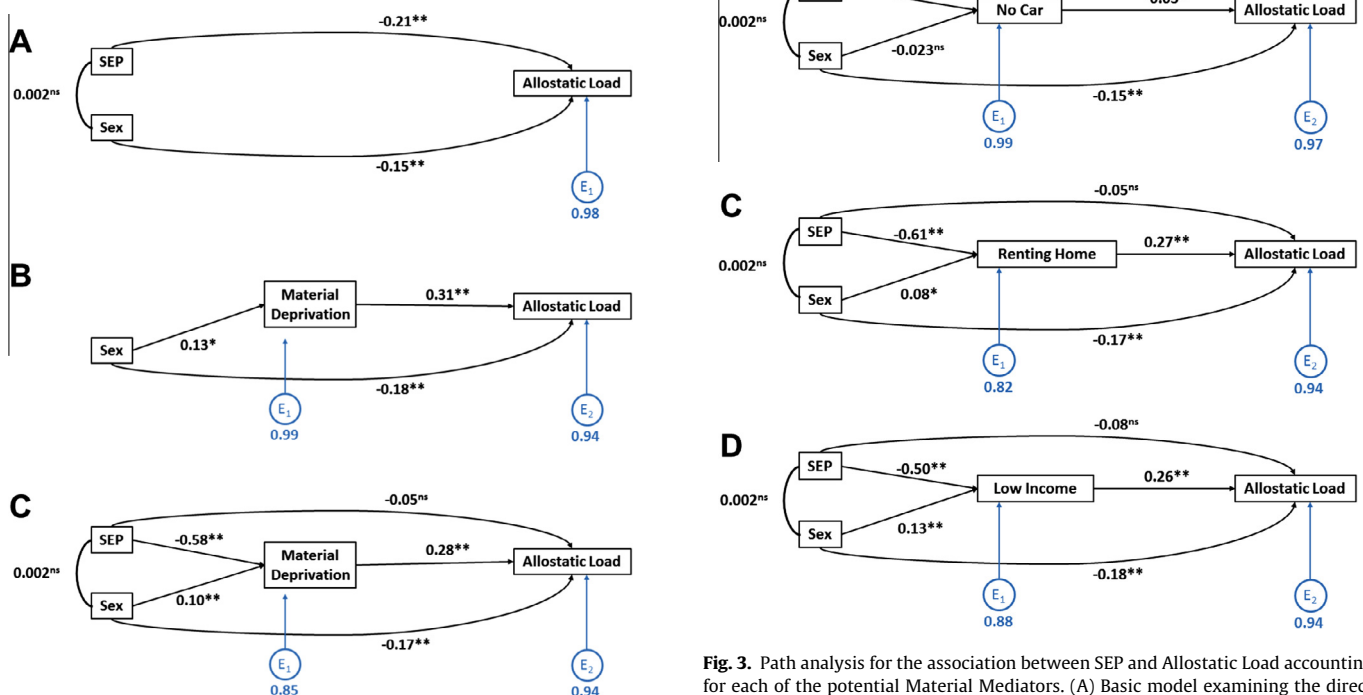 A
-0.21**
SEP
Allostatic Load
0.002ns
Sex
-0.15**
E1
0.98
B
Material
Deprivation
0.31**
Allostatic Load
Sex
0.13*
-0.18**
E1
0.99
E2
0.94
C
-0.05ns
SEP
-0.58**
Material
Deprivation
0.28**
Allostatic Load
0.002ns
Sex
0.10**
-0.17**
E1
0.85
E2
0.94
No Car
Allostatic Load
0.002ns
Sex
-0.023ns
-0.15**
E1
0.99
E2
0.97
C
-0.05ns
SEP
-0.61**
Renting Home
0.27**
Allostatic Load
0.002ns
Sex
0.08*
-0.17**
E1
0.82
E2
0.94
D
-0.08ns
SEP
-0.50**
Low Income
0.26**
Allostatic Load
0.002ns
Sex
0.13**
-0.18**
E1
0.88
E2
0.94
Fig. 3. Path analysis for the association between SEP and Allostatic Load accountin
for each of the potential Material Mediators. (A) Basic model examining the direc